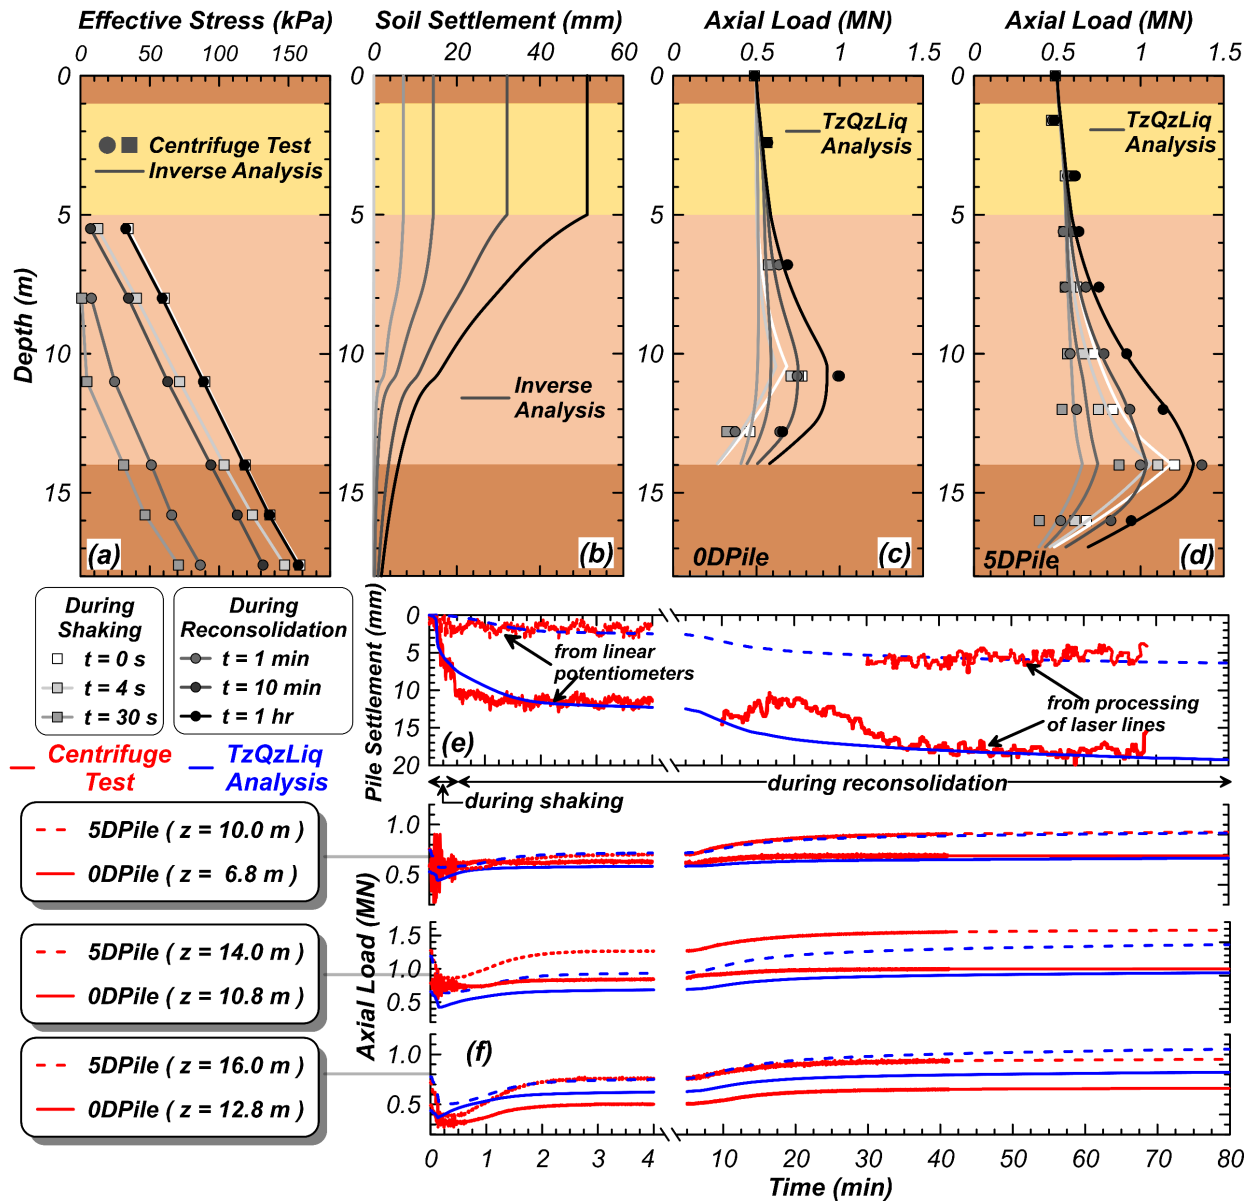 Effective Stress (kPa)
Soil Settlement (mm)
Axial Load (MN)
Axial Load (MN)
0 50 100 150
0 20 40 60
0 0.5 1 1.5
0 0.5 1 1.5
Depth (m)
0
5
10
15
Centrifuge Test
Inverse Analysis
(a)
Inverse
Analysis
(b)
TzQzLiq
Analysis
0DPile
(c)
TzQzLiq
Analysis
5DPile
(d)
During
Shaking
t = 0 s
t = 4 s
t = 30 s
During
Reconsolidation
t = 1 min
t = 10 min
t = 1 hr
Centrifuge
Test
TzQzLiq
Analysis
Pile Settlement (mm)
0
5
10
15
20
from linear
potentiometers
from processing
of laser lines
(e)
during shaking
during reconsolidation
5DPile ( z = 10.0 m )
0DPile ( z = 6.8 m )
5DPile ( z = 14.0 m )
0DPile ( z = 10.8 m )
5DPile ( z = 16.0 m )
0DPile ( z = 12.8 m )
Axial Load (MN)
1.0
0.5
1.5
1.0
0.5
1.0
0.5
(f)
0 1 2 3 4 10 20 30 40 50 60 70 80
Time (min)